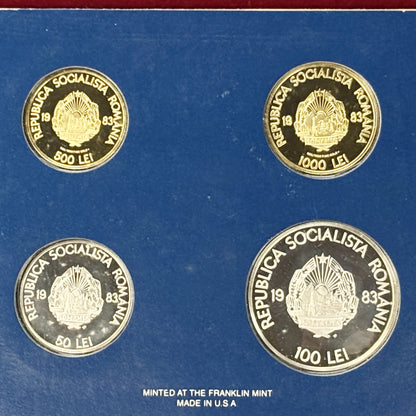 REPUBLICA SOCIALISTA ROMANIA
19 83
500 LEI
REPUBLICA SOCIALISTA ROMANIA
19 83
1000 LEI
REPUBLICA SOCIALISTA ROMANIA
19 83
50 LEI
REPUBLICA SOCIALISTA ROMANIA
19 83
100 LEI
MINTED AT THE FRANKLIN MINT
MADE IN U S A